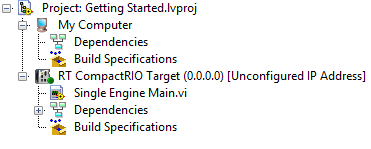 Project: Getting Started.lvproj
My Computer
Dependencies
Build Specifications
RT CompactRIO Target (0.0.0.0) [Unconfigured IP Address]
Single Engine Main.vi
Dependencies
Build Specifications